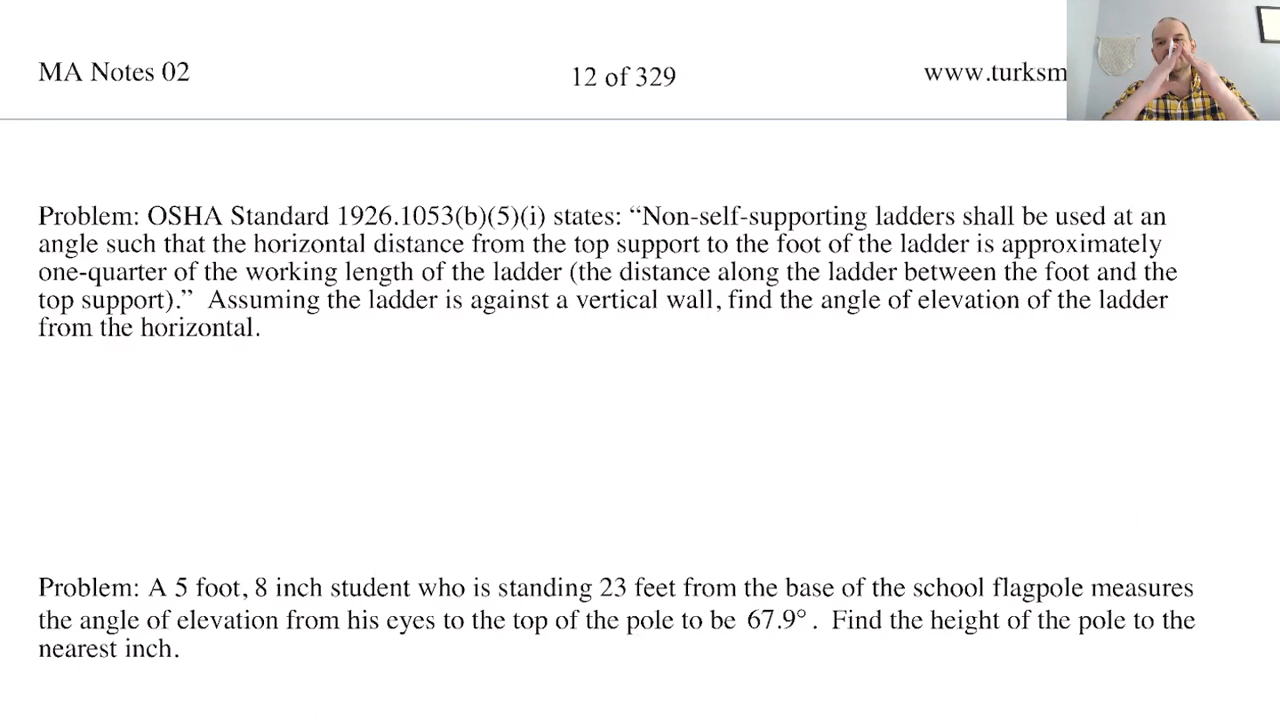 MA Notes 02
12 of 329
www.turksm
Problem: OSHA Standard 1926.1053(b)(5)(i) states: “Non-self-supporting ladders shall be used at an
angle such that the horizontal distance from the top support to the foot of the ladder is approximately
one-quarter of the working length of the ladder (the distance along the ladder between the foot and the
top support).” Assuming the ladder is against a vertical wall, find the angle of elevation of the ladder
from the horizontal.
Problem: A 5 foot, 8 inch student who is standing 23 feet from the base of the school flagpole measures
the angle of elevation from his eyes to the top of the pole to be 67.9° . Find the height of the pole to the
nearest inch.